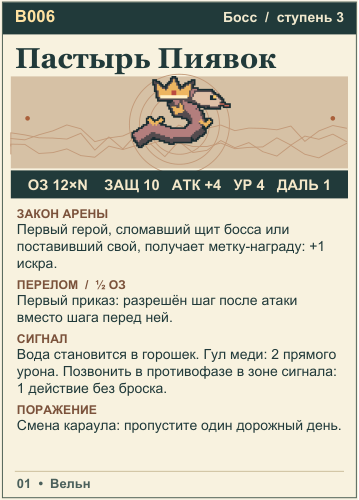 B006
Босс / ступень 3
Пастырь Пиявок
ОЗ 12×N ЗАЩ 10 АТК +4 УР 4 ДАЛЬ 1
ЗАКОН АРЕНЫ
Первый герой, сломавший щит босса или
поставивший свой, получает метку-награду: +1
искра.
ПЕРЕЛОМ / ½ ОЗ
Первый приказ: разрешён шаг после атаки
вместо шага перед ней.
СИГНАЛ
Вода становится в горошек. Гул меди: 2 прямого
урона. Позвонить в противофазе в зоне сигнала:
1 действие без броска.
ПОРАЖЕНИЕ
Смена караула: пропустите один дорожный день.
01 • Вельн